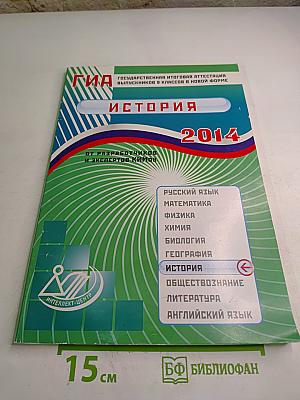 ГИА
ГОСУДАРСТВЕННАЯ ИТОГОВАЯ АТТЕСТАЦИЯ
ВЫПУСКНИКОВ 9 КЛАССОВ В НОВОЙ ФОРМЕ
ИСТОРИЯ
2014
ОТ РАЗРАБОТЧИКОВ
И ЭКСПЕРТОВ КИМОВ
РУССКИЙ ЯЗЫК
МАТЕМАТИКА
ФИЗИКА
ХИМИЯ
БИОЛОГИЯ
ГЕОГРАФИЯ
ИСТОРИЯ
ОБЩЕСТВОЗНАНИЕ
ЛИТЕРАТУРА
АНГЛИЙСКИЙ ЯЗЫК
ИНТЕЛЛЕКТ-ЦЕНТР
15 см
БФ БИБЛИОФАН